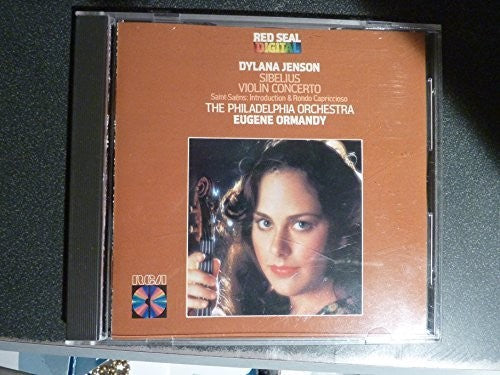 RED SEAL
DIGITAL
DYLANA JENSON
SIBELIUS
VIOLIN CONCERTO
Saint-Saëns: Introduction & Rondo Capriccioso
THE PHILADELPHIA ORCHESTRA
EUGENE ORMANDY
RCA